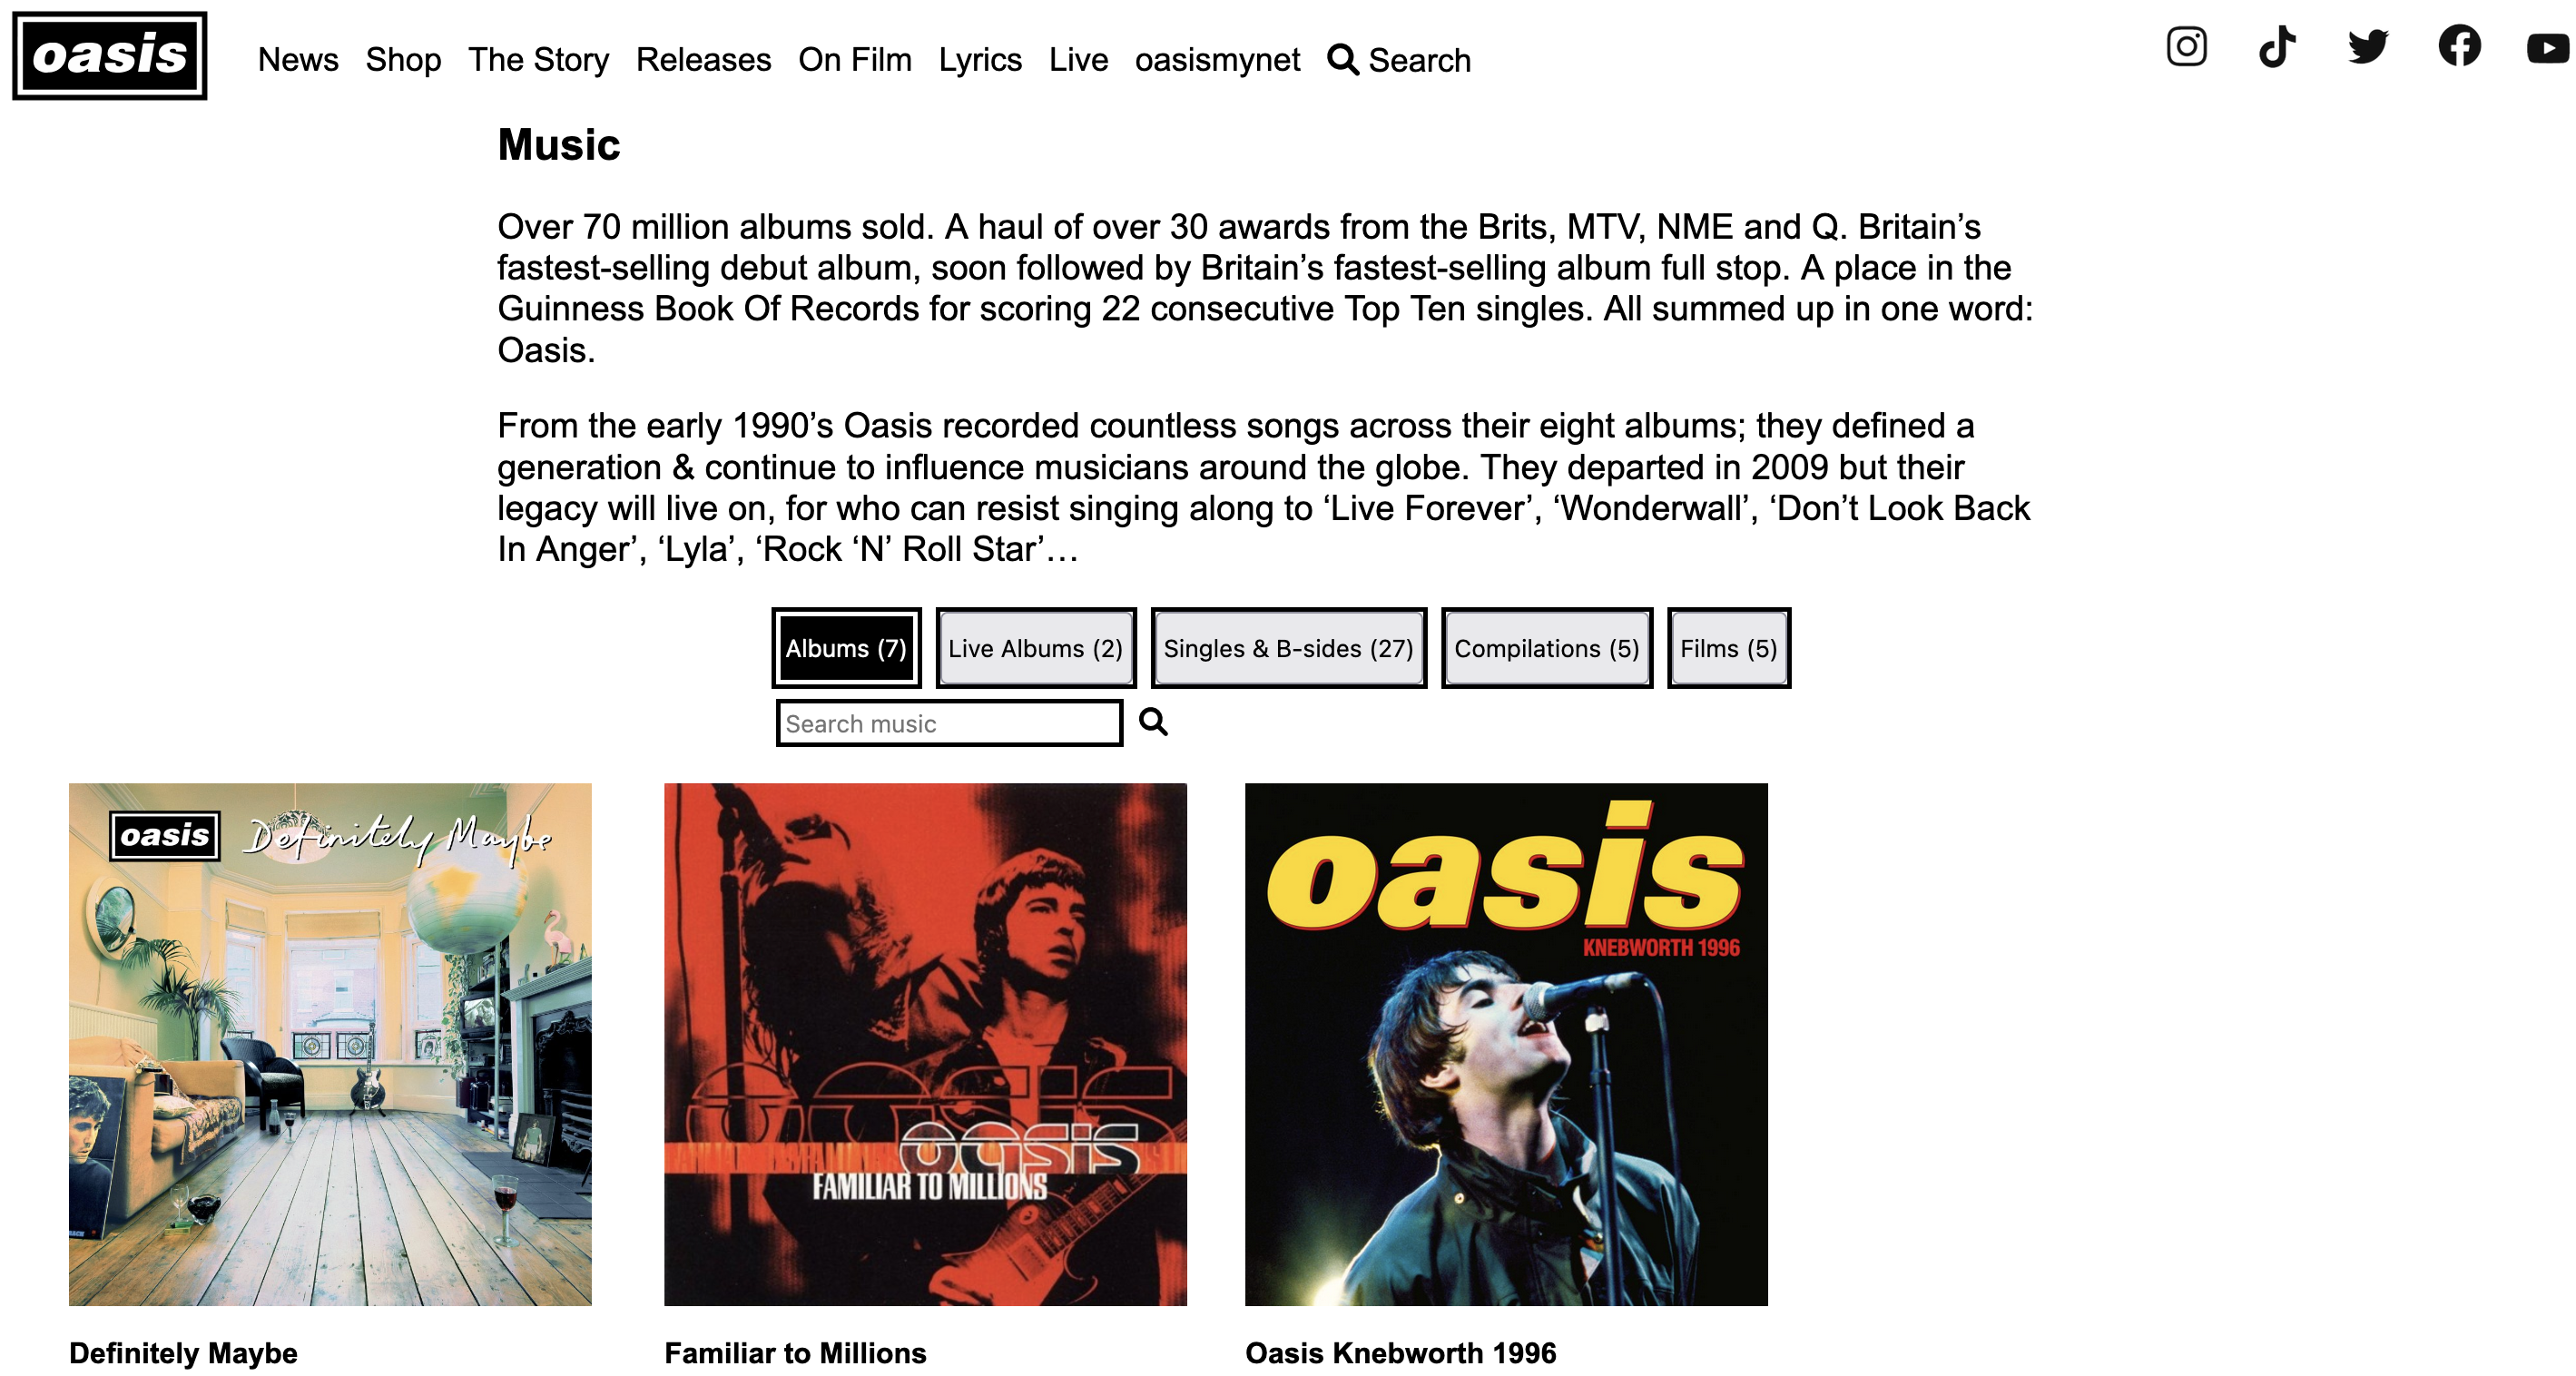 oasis
News Shop The Story Releases On Film Lyrics Live oasismynet Search
Music
Over 70 million albums sold. A haul of over 30 awards from the Brits, MTV, NME and Q. Britain’s
fastest-selling debut album, soon followed by Britain’s fastest-selling album full stop. A place in the
Guinness Book Of Records for scoring 22 consecutive Top Ten singles. All summed up in one word:
Oasis.
From the early 1990’s Oasis recorded countless songs across their eight albums; they defined a
generation & continue to influence musicians around the globe. They departed in 2009 but their
legacy will live on, for who can resist singing along to ‘Live Forever’, ‘Wonderwall’, ‘Don’t Look Back
In Anger’, ‘Lyla’, ‘Rock ‘N’ Roll Star’…
Albums (7) Live Albums (2) Singles & B-sides (27) Compilations (5) Films (5)
Search music
oasis Definitely Maybe
oasis
oasis
FAMILIAR TO MILLIONS
oasis
KNEBWORTH 1996
Definitely Maybe
Familiar to Millions
Oasis Knebworth 1996